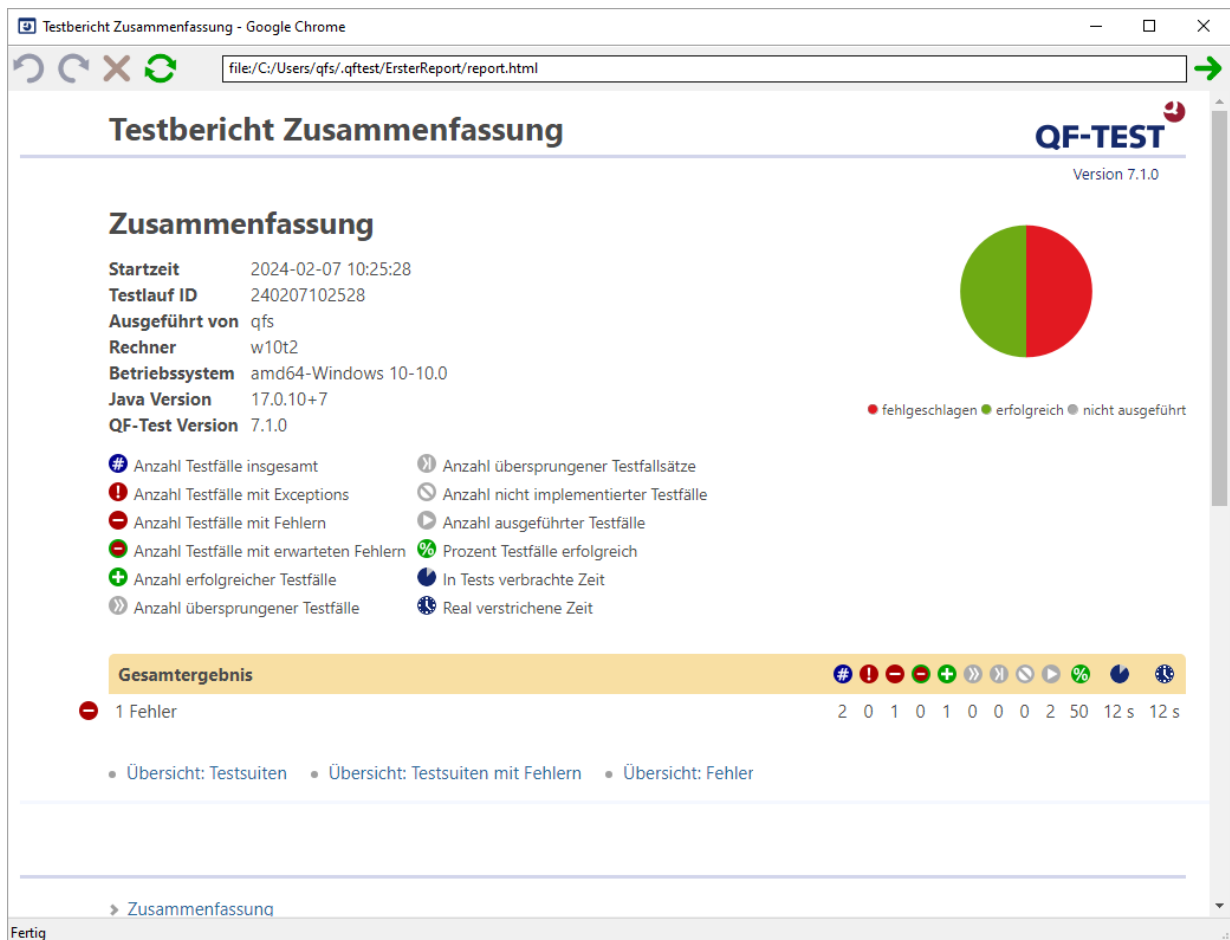 Testbericht Zusammenfassung - Google Chrome
file:/C:/Users/qfs/.qftest/ErsterReport/report.html
Testbericht Zusammenfassung
QF-TEST
Version 7.1.0
Zusammenfassung
Startzeit 2024-02-07 10:25:28
Testlauf ID 240207102528
Ausgeführt von qfs
Rechner w10t2
Betriebssystem amd64-Windows 10-10.0
Java Version 17.0.10+7
QF-Test Version 7.1.0
fehlgeschlagen erfolgreich nicht ausgeführt
# Anzahl Testfälle insgesamt Anzahl übersprungener Testfallsätze
! Anzahl Testfälle mit Exceptions Anzahl nicht implementierter Testfälle
Anzahl Testfälle mit Fehlern Anzahl ausgeführter Testfälle
Anzahl Testfälle mit erwarteten Fehlern % Prozent Testfälle erfolgreich
Anzahl erfolgreicher Testfälle In Tests verbrachte Zeit
Anzahl übersprungener Testfälle Real verstrichene Zeit
Gesamtergebnis # ! %
1 Fehler 2 0 1 0 1 0 0 0 2 50 12 s 12 s
Übersicht: Testsuiten Übersicht: Testsuiten mit Fehlern Übersicht: Fehler
Zusammenfassung
Fertig